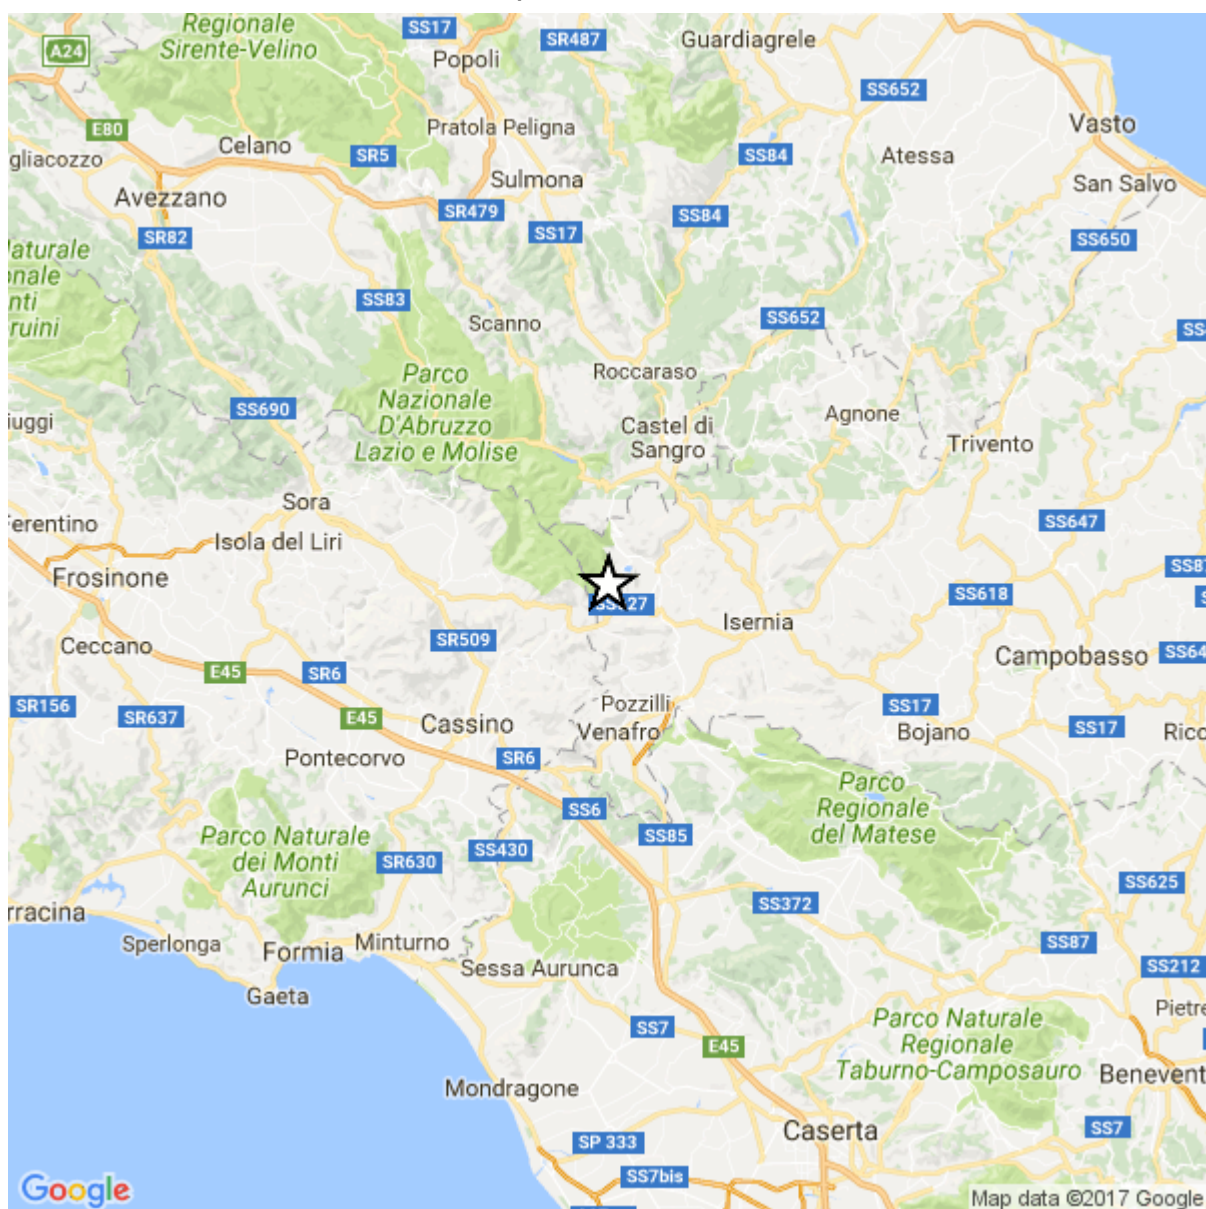 Regionale
Sirente-Velino
SS17
SR487
Guardiagrele
A24
Popoli
SS652
E80
Pratola Peligna
Vasto
gliacozzo
Celano
SR5
SS84
Atessa
Avezzano
Sulmona
San Salvo
SR479
SS84
SR82
SS17
SS650
aturale
onale
nti
ruini
SS83
Scanno
SS652
Roccaraso
Parco
Nazionale
D'Abruzzo
Lazio e Molise
SS690
iuggi
Castel di
Sangro
Agnone
Trivento
Sora
Ferentino
Isola del Liri
SS647
Frosinone
SS618
Isernia
SR509
Ceccano
E45
SR6
Campobasso
SR156
SR637
E45
Pozzilli
SS17
Cassino
Venafro
Bojano
SS17
Ricc
Pontecorvo
SR6
Parco
Regionale
del Matese
SS6
Parco Naturale
dei Monti
Aurunci
SS85
SS430
SR630
SS625
SS372
rracina
Sperlonga
Formia
Minturno
SS87
Sessa Aurunca
SS212
Gaeta
Pietre
SS7
Parco Naturale
Regionale
Taburno-Camposauro
E45
Benevent
Mondragone
SS7
Caserta
SP 333
SS7bis
Google
Map data ©2017 Google